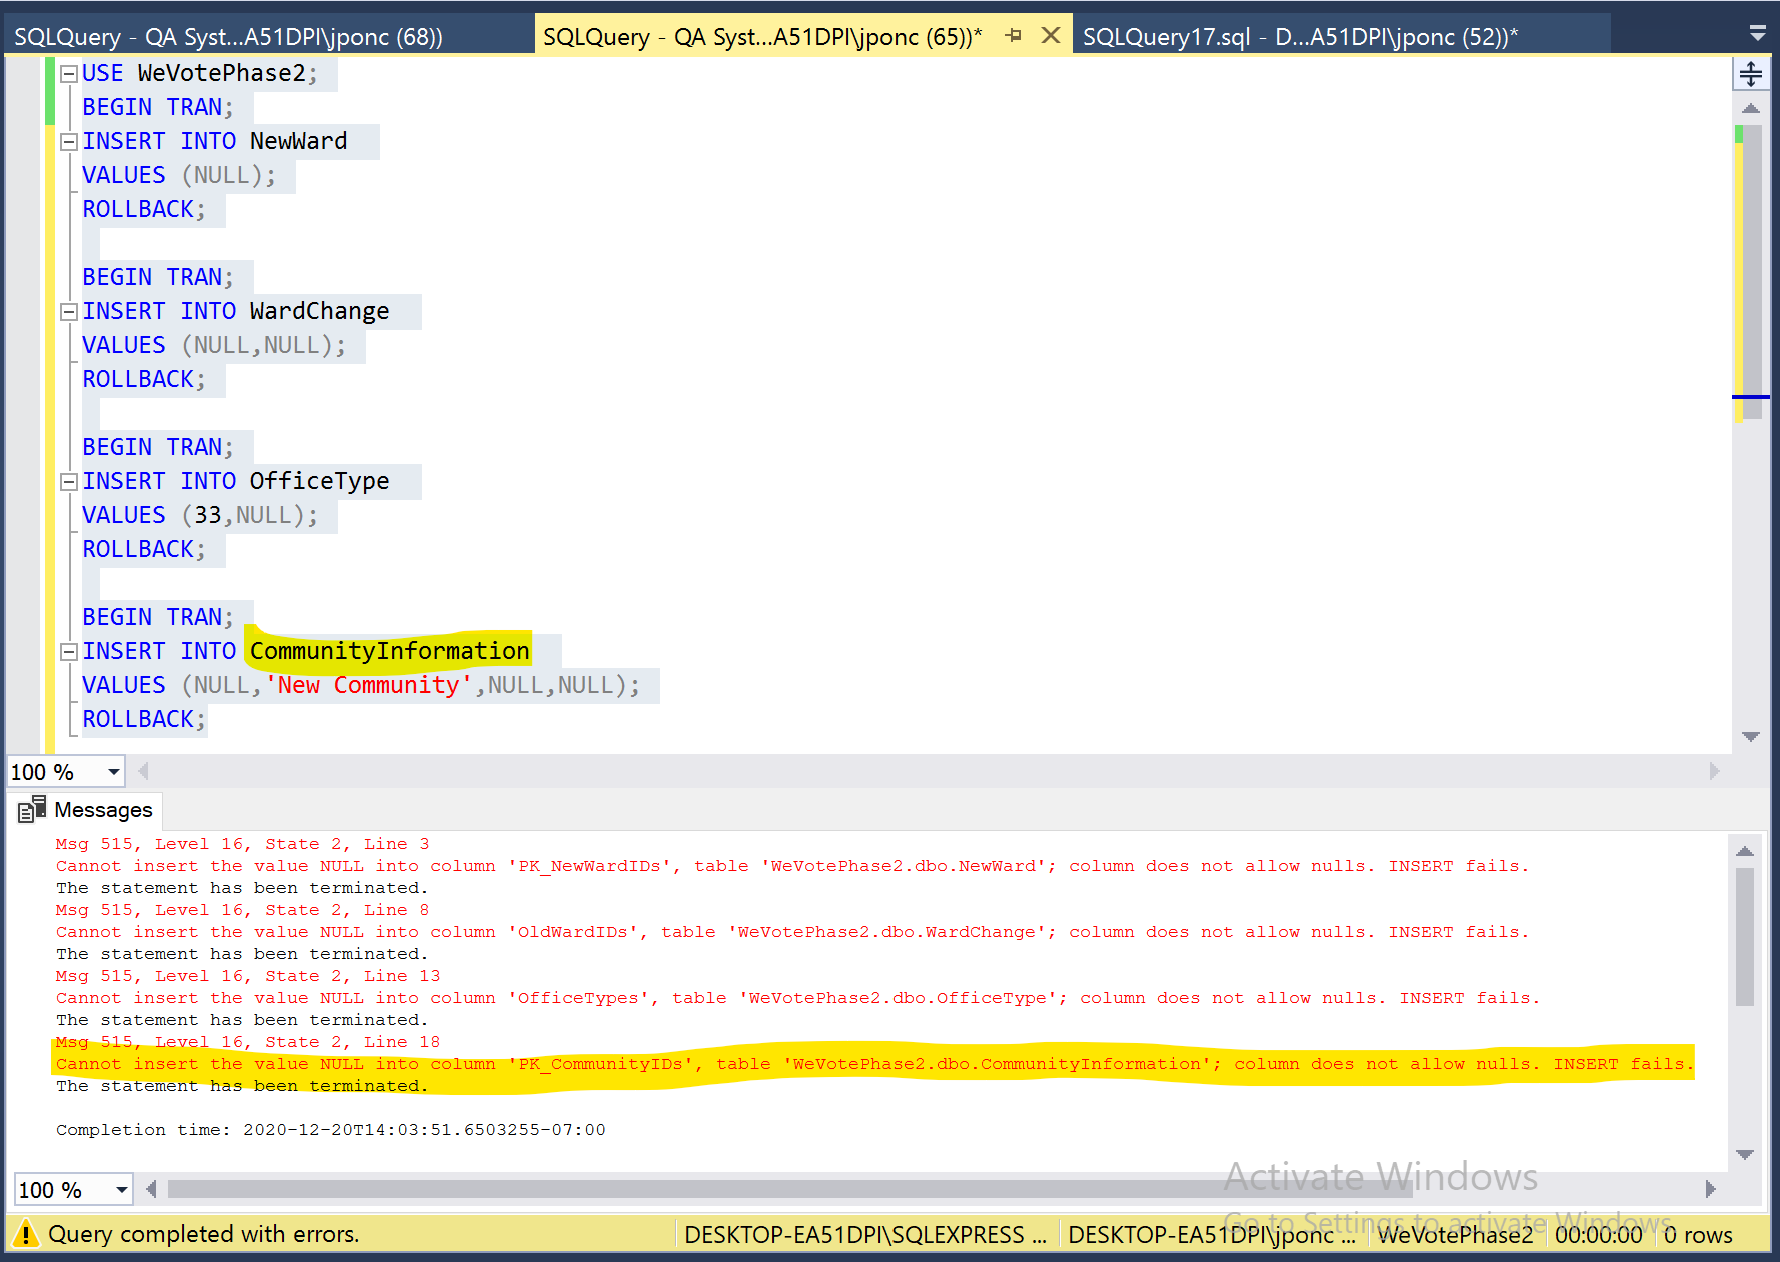 SQLQuery - QA Syst...A51DPI\jponc (68))
SQLQuery - QA Syst...A51DPI\jponc (65))*
SQLQuery17.sql - D...A51DPI\jponc (52))*
USE WeVotePhase2;
BEGIN TRAN;
INSERT INTO NewWard
VALUES (NULL);
ROLLBACK;
BEGIN TRAN;
INSERT INTO WardChange
VALUES (NULL,NULL);
ROLLBACK;
BEGIN TRAN;
INSERT INTO OfficeType
VALUES (33,NULL);
ROLLBACK;
BEGIN TRAN;
INSERT INTO CommunityInformation
VALUES (NULL,'New Community',NULL,NULL);
ROLLBACK;
100 %
Messages
Msg 515, Level 16, State 2, Line 3
Cannot insert the value NULL into column 'PK_NewWardIDs', table 'WeVotePhase2.dbo.NewWard'; column does not allow nulls. INSERT fails.
The statement has been terminated.
Msg 515, Level 16, State 2, Line 8
Cannot insert the value NULL into column 'OldWardIDs', table 'WeVotePhase2.dbo.WardChange'; column does not allow nulls. INSERT fails.
The statement has been terminated.
Msg 515, Level 16, State 2, Line 13
Cannot insert the value NULL into column 'OfficeTypes', table 'WeVotePhase2.dbo.OfficeType'; column does not allow nulls. INSERT fails.
The statement has been terminated.
Msg 515, Level 16, State 2, Line 18
Cannot insert the value NULL into column 'PK_CommunityIDs', table 'WeVotePhase2.dbo.CommunityInformation'; column does not allow nulls. INSERT fails.
The statement has been terminated.
Completion time: 2020-12-20T14:03:51.6503255-07:00
Activate Windows
Go to Settings to activate Windows.
100 %
Query completed with errors.
DESKTOP-EA51DPI\SQLEXPRESS ...
DESKTOP-EA51DPI\jponc ...
WeVotePhase2
00:00:00
0 rows